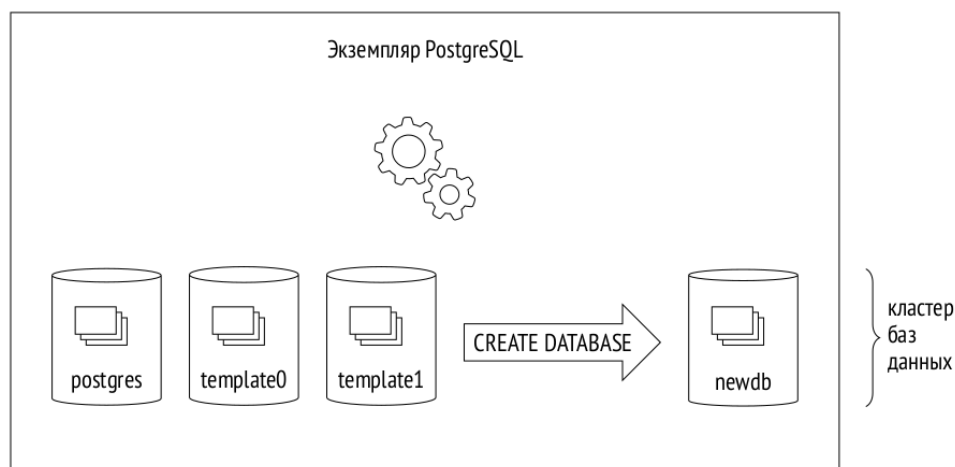 Экземпляр PostgreSQL
postgres
template0
template1
CREATE DATABASE
newdb
кластер
баз
данных